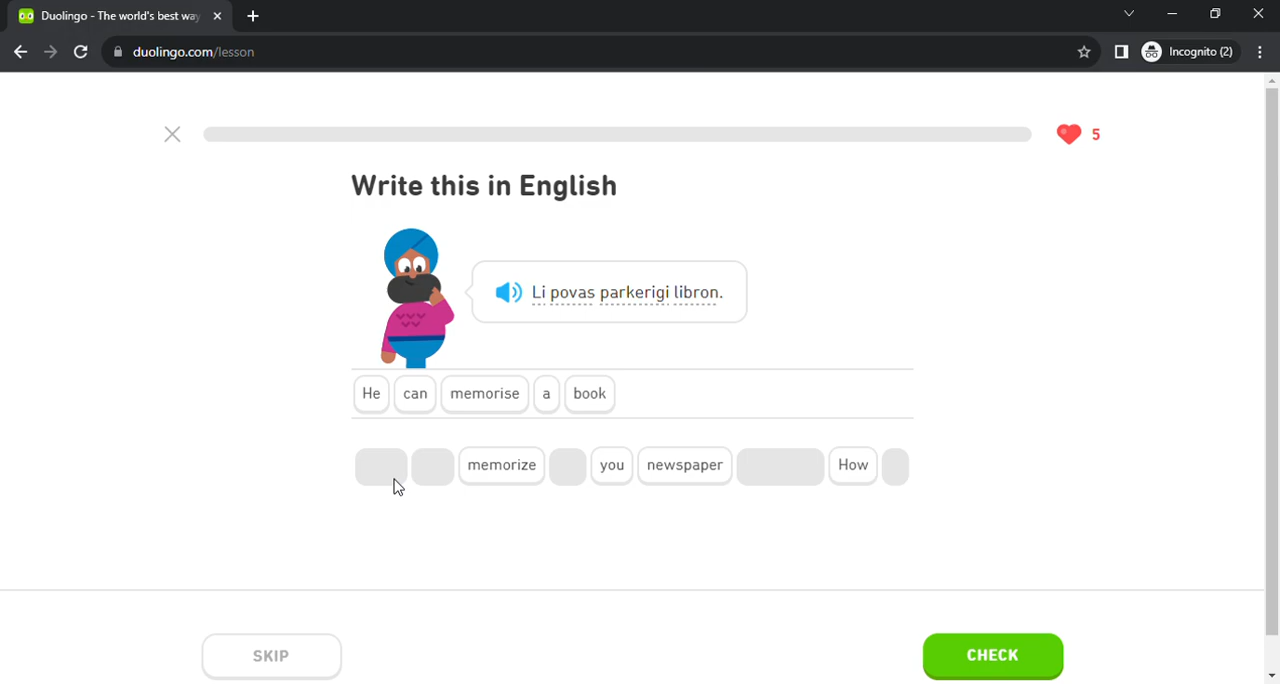 Duolingo - The world's best way
duolingo.com/lesson
Incognito (2)
5
Write this in English
Li povas parkerigi libron.
He can memorise a book
memorize you newspaper How
SKIP
CHECK